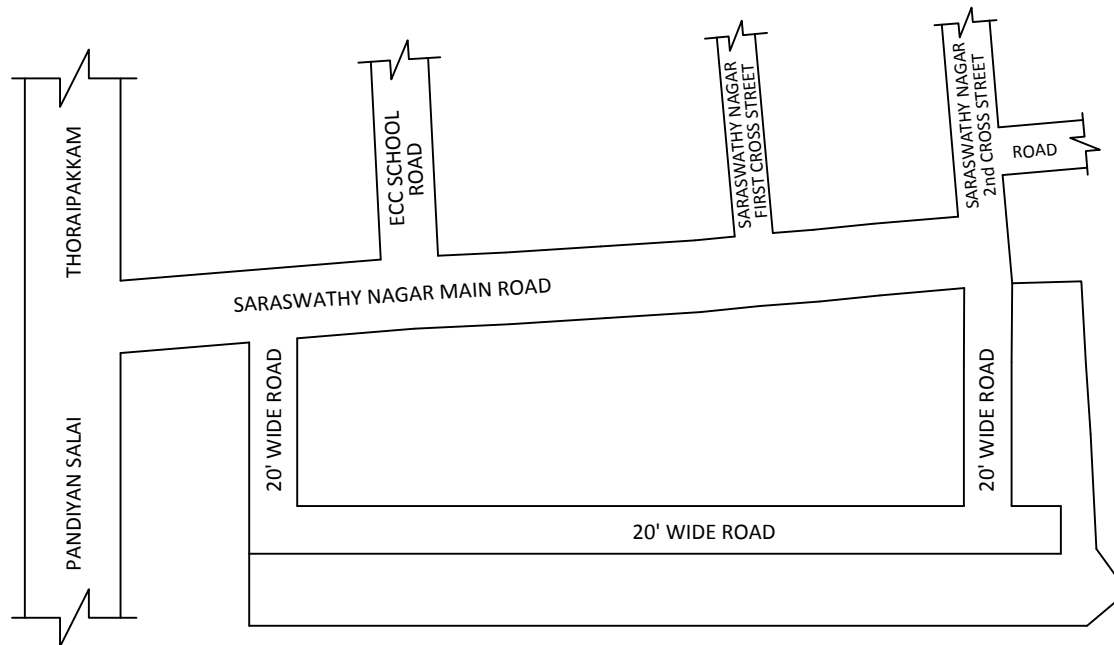 THORAIPAKKAM
PANDIYAN SALAI
ECC SCHOOL
ROAD
SARASWATHY NAGAR
FIRST CROSS STREET
SARASWATHY NAGAR
2nd CROSS STREET
ROAD
SARASWATHY NAGAR MAIN ROAD
20' WIDE ROAD
20' WIDE ROAD
20' WIDE ROAD